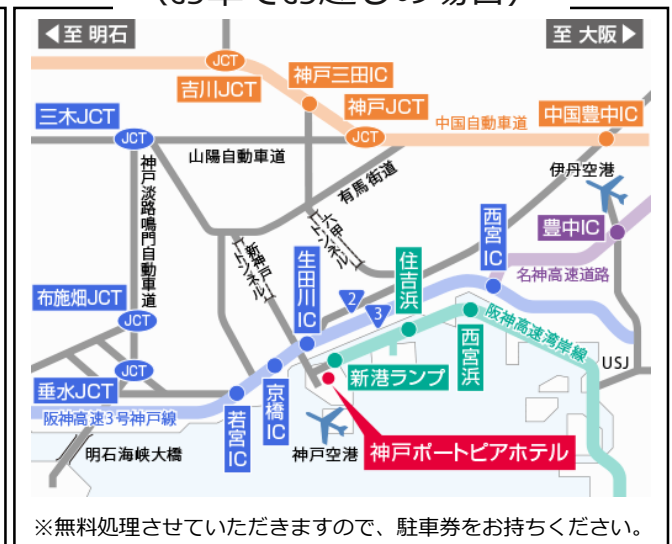 （お車でお越しの場合）
◀至 明石
至 大阪▶
JCT
吉川JCT
神戸三田IC
神戸JCT
JCT
中国自動車道
中国豊中IC
三木JCT
JCT
山陽自動車道
有馬街道
伊丹空港
神戸淡路鳴門自動車道
新神戸トンネル
六甲トンネル
西宮IC
豊中IC
名神高速道路
生田川IC
住吉浜
2
3
布施畑JCT
JCT
阪神高速湾岸線
西宮浜
新港ランプ
USJ
JCT
垂水JCT
阪神高速3号神戸線
若宮IC
京橋IC
明石海峡大橋
神戸空港
神戸ポートピアホテル
※無料処理させていただきますので、駐車券をお持ちください。